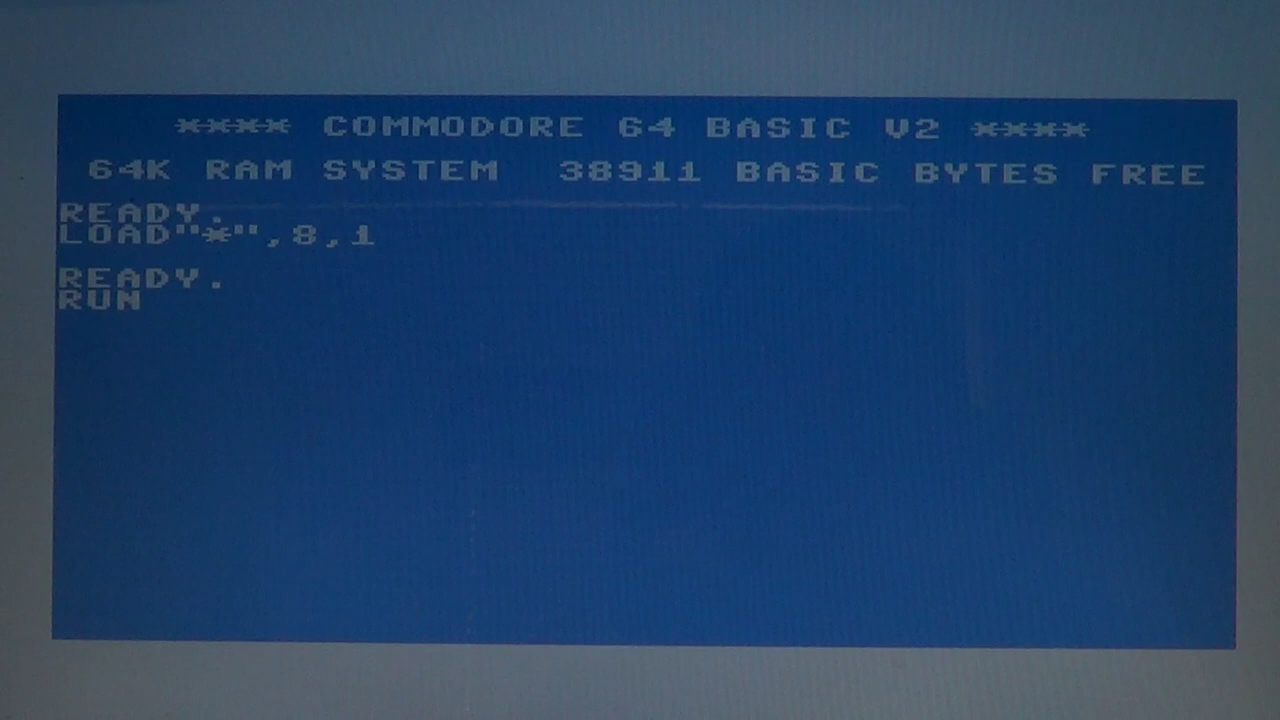 **** COMMODORE 64 BASIC V2 ****
64K RAM SYSTEM 38911 BASIC BYTES FREE
READY.
LOAD"*",8,1
READY.
RUN